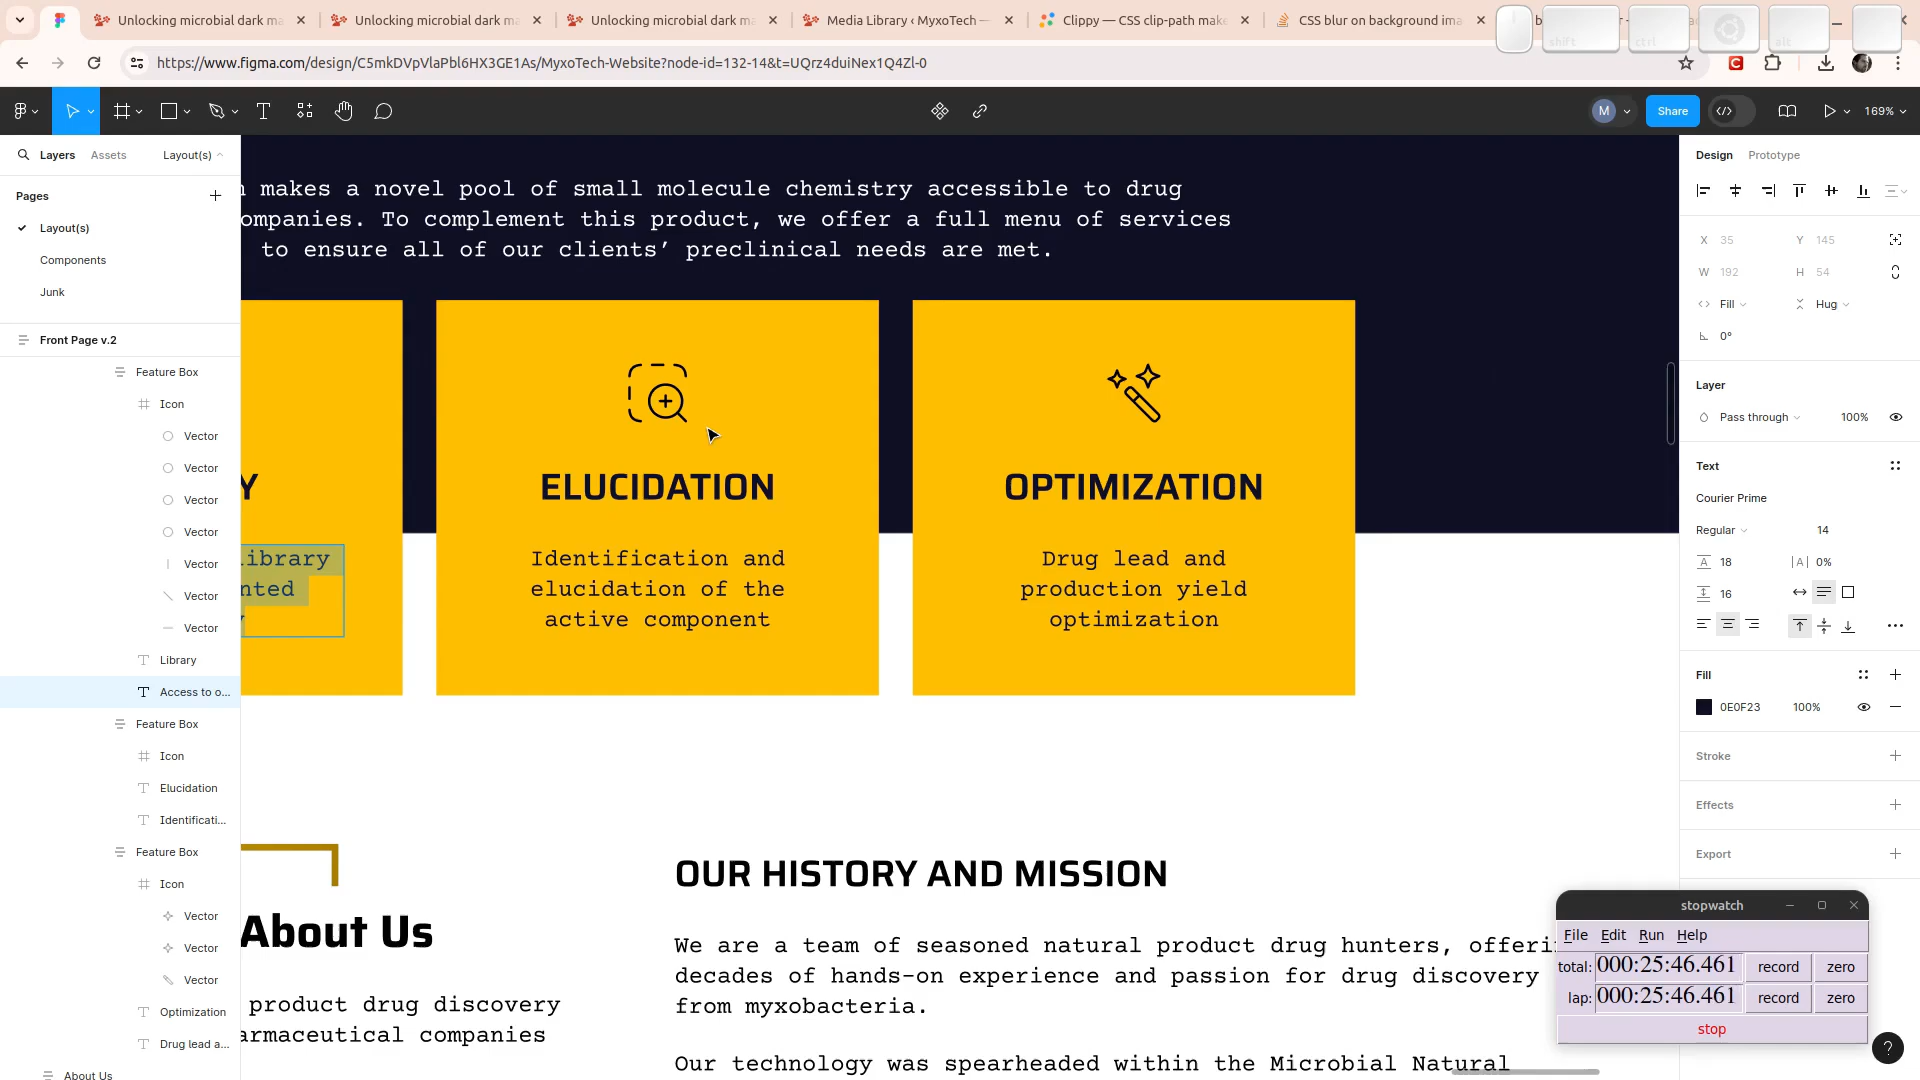 Unlocking microbial dark ma
Unlocking microbial dark ma
Unlocking microbial dark ma
Media Library ‹ MyxoTech —
Clippy — CSS clip-path make
CSS blur on background ima
shift
ctrl
alt
https://www.figma.com/design/C5mkDVpVlaPbl6HX3GE1As/MyxoTech-Website?node-id=132-14&t=UQrz4duiNex1Q4Zl-0
M
Share
169%
Layers
Assets
Layout(s)
Pages
Layout(s)
Components
Junk
Front Page v.2
Feature Box
Icon
Vector
Vector
Vector
Vector
Vector
Vector
Vector
Library
Access to o...
Feature Box
Icon
Elucidation
Identificati...
Feature Box
Icon
Vector
Vector
Vector
Optimization
Drug lead a...
About Us
makes a novel pool of small molecule chemistry accessible to drug
ompanies. To complement this product, we offer a full menu of services
to ensure all of our clients’ preclinical needs are met.
Y
ibrary
nted
ELUCIDATION
Identification and
elucidation of the
active component
OPTIMIZATION
Drug lead and
production yield
optimization
About Us
product drug discovery
armaceutical companies
OUR HISTORY AND MISSION
We are a team of seasoned natural product drug hunters, offeri
decades of hands-on experience and passion for drug discovery
from myxobacteria.
Our technology was spearheaded within the Microbial Natural
Design
Prototype
X 35
Y 145
W 192
H 54
Fill
Hug
0°
Layer
Pass through
100%
Text
Courier Prime
Regular
14
18
|A| 0%
16
Fill
0E0F23
100%
Stroke
Effects
Export
stopwatch
File Edit Run Help
total: 000:25:46.461 record zero
lap: 000:25:46.461 record zero
stop
?